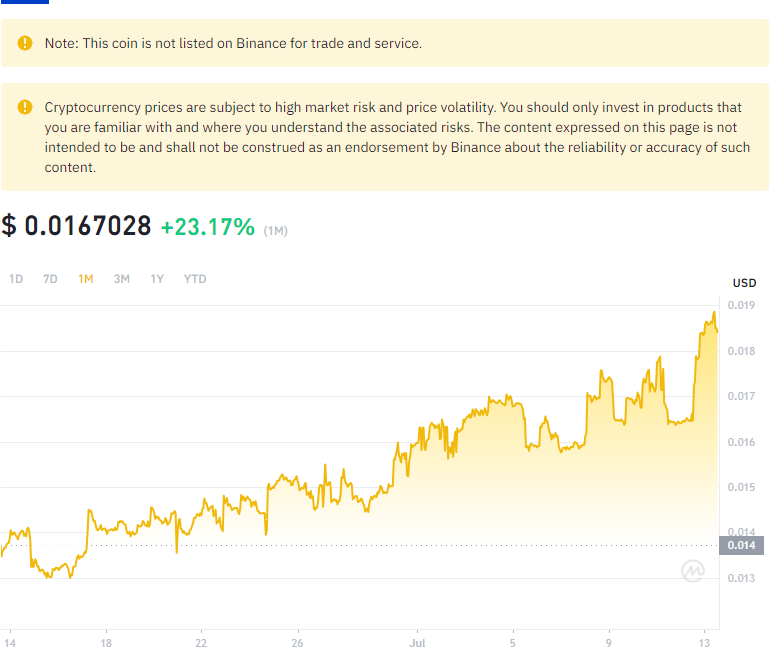 Note: This coin is not listed on Binance for trade and service.
Cryptocurrency prices are subject to high market risk and price volatility. You should only invest in products that
you are familiar with and where you understand the associated risks. The content expressed on this page is not
intended to be and shall not be construed as an endorsement by Binance about the reliability or accuracy of such
content.
$ 0.0167028 +23.17% (1M)
1D 7D 1M 3M 1Y YTD
USD
0.019
0.018
0.017
0.016
0.015
0.014
0.014
0.013
14 18 22 26 Jul 5 9 13